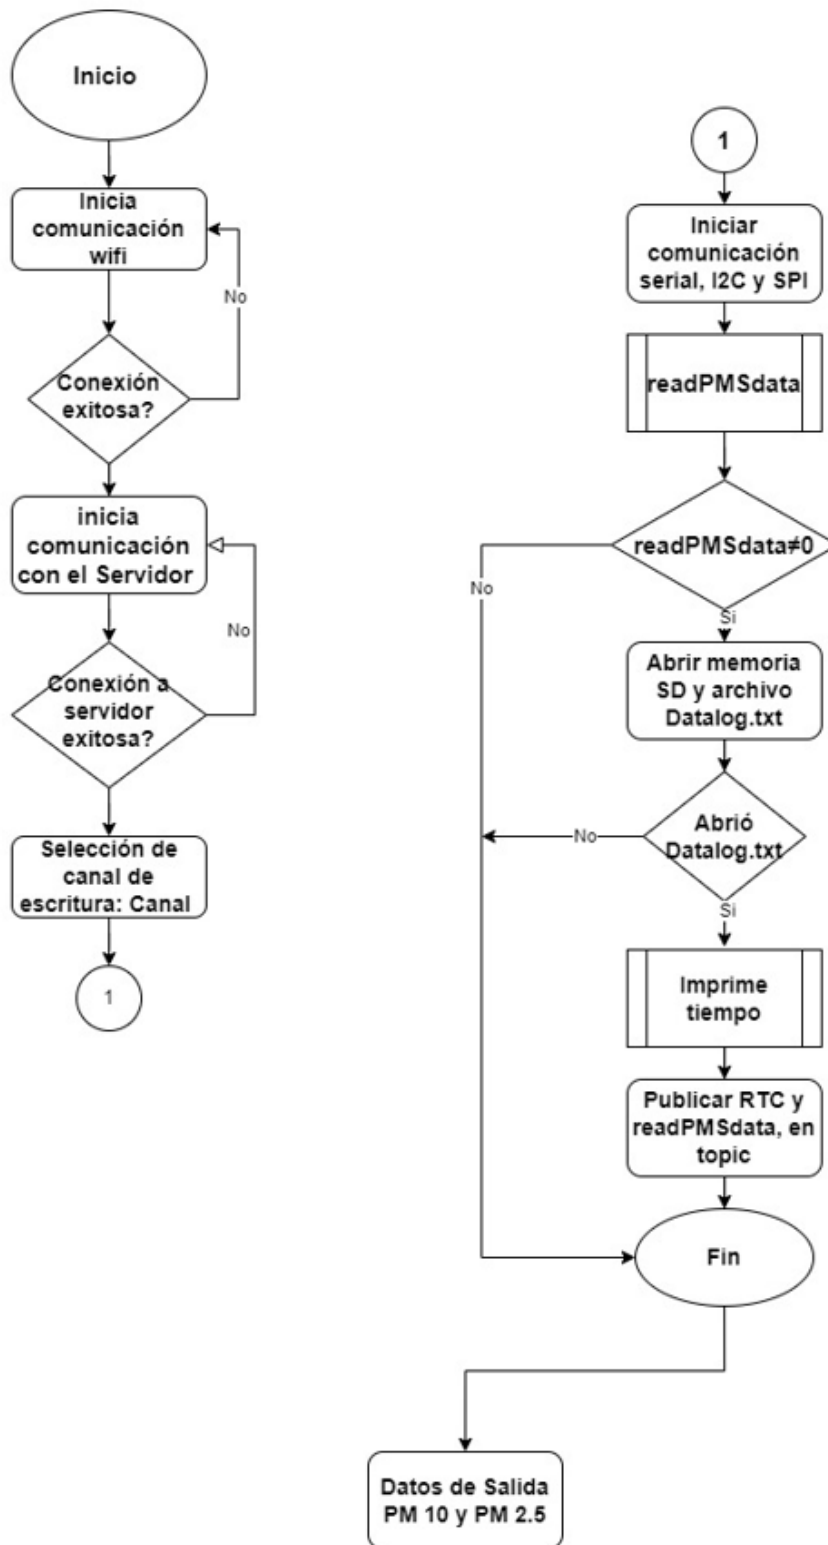 Inicio
Inicia
comunicación
wifi
No
Conexión
exitosa?
inicia
comunicación
con el Servidor
No
Conexión a
servidor
exitosa?
Selección de
canal de
escritura: Canal
1
1
Iniciar
comunicación
serial, I2C y SPI
readPMSdata
readPMSdata≠0
No
Si
Abrir memoria
SD y archivo
Datalog.txt
Abrió
Datalog.txt
No
Si
Imprime
tiempo
Publicar RTC y
readPMSdata, en
topic
Fin
Datos de Salida
PM 10 y PM 2.5